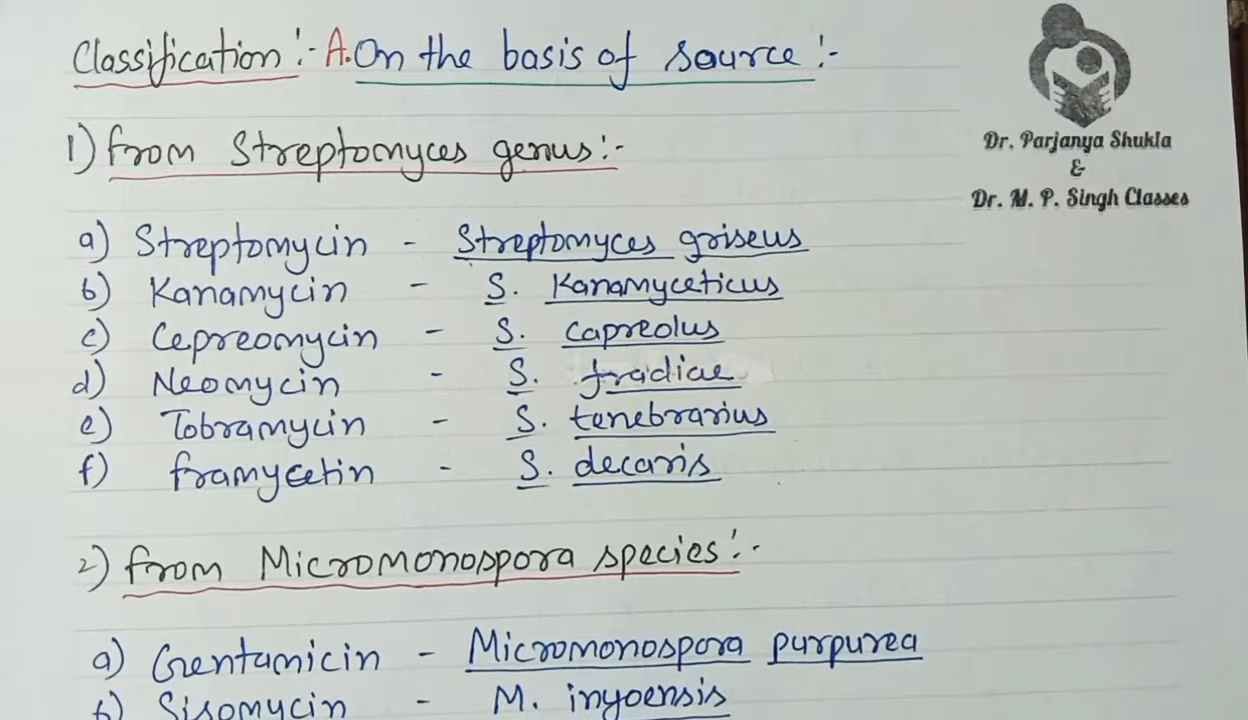 Classification :- A. On the basis of source :-
1) from Streptomyces genus :-
a) Streptomycin - Streptomyces griseus
b) Kanamycin - S. Kanamyceticus
c) Cepreomycin - S. capreolus
d) Neomycin - S. fradiae
e) Tobramycin - S. tenebrarius
f) framycetin - S. decaris
2) from Micromonospora species :-
a) Gentamicin - Micromonospora purpurea
b) Sisomycin - M. inyoensis
Dr. Parjanya Shukla
&
Dr. M. P. Singh Classes